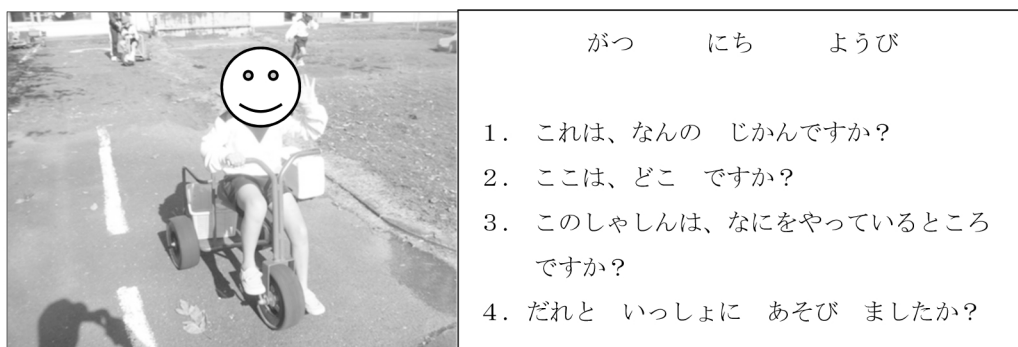 がつ　　　にち　　　ようび
１．　これは、なんの　じかんですか？
２．　ここは、どこ　ですか？
３．　このしゃしんは、なにをやっているところ
ですか？
４．だれと　いっしょに　あそび　ましたか？